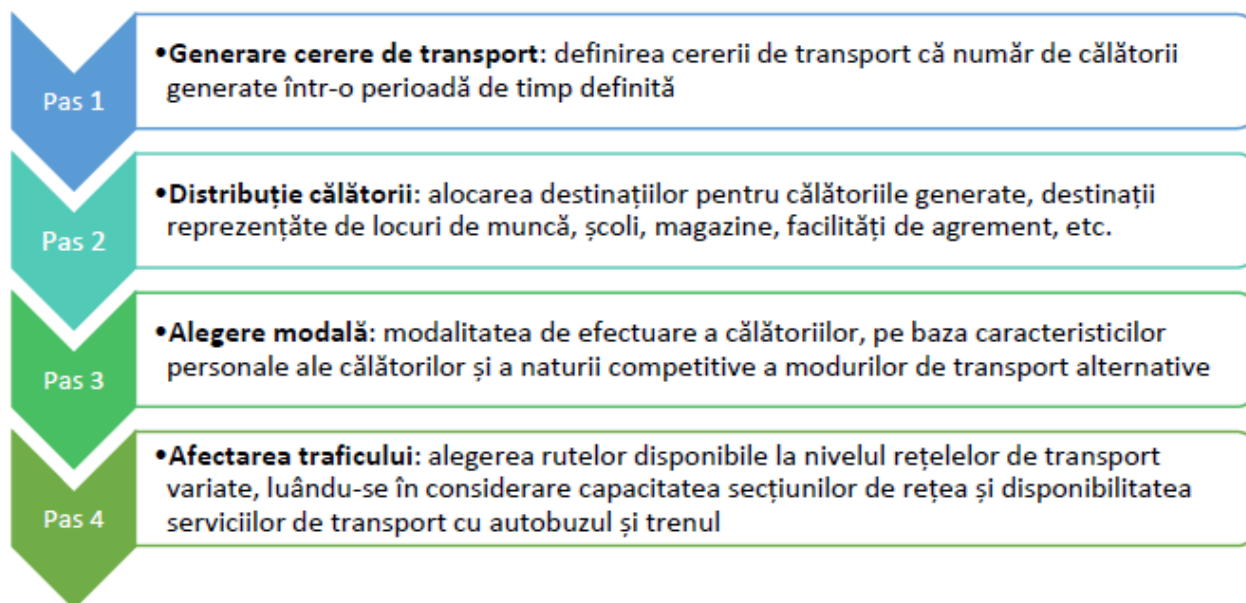 Pas 1
•Generare cerere de transport: definirea cererii de transport că număr de călătorii
generate într-o perioadă de timp definită
Pas 2
•Distribuție călătorii: alocarea destinațiilor pentru călătoriile generate, destinații
reprezențăte de locuri de muncă, școli, magazine, facilități de agrement, etc.
Pas 3
•Alegere modală: modalitatea de efectuare a călătoriilor, pe baza caracteristicilor
personale ale călătorilor și a naturii competitive a modurilor de transport alternative
Pas 4
•Afectarea traficului: alegerea rutelor disponibile la nivelul rețelelor de transport
variate, luându-se în considerare capacitatea secțiunilor de rețea și disponibilitatea
serviciilor de transport cu autobuzul și trenul